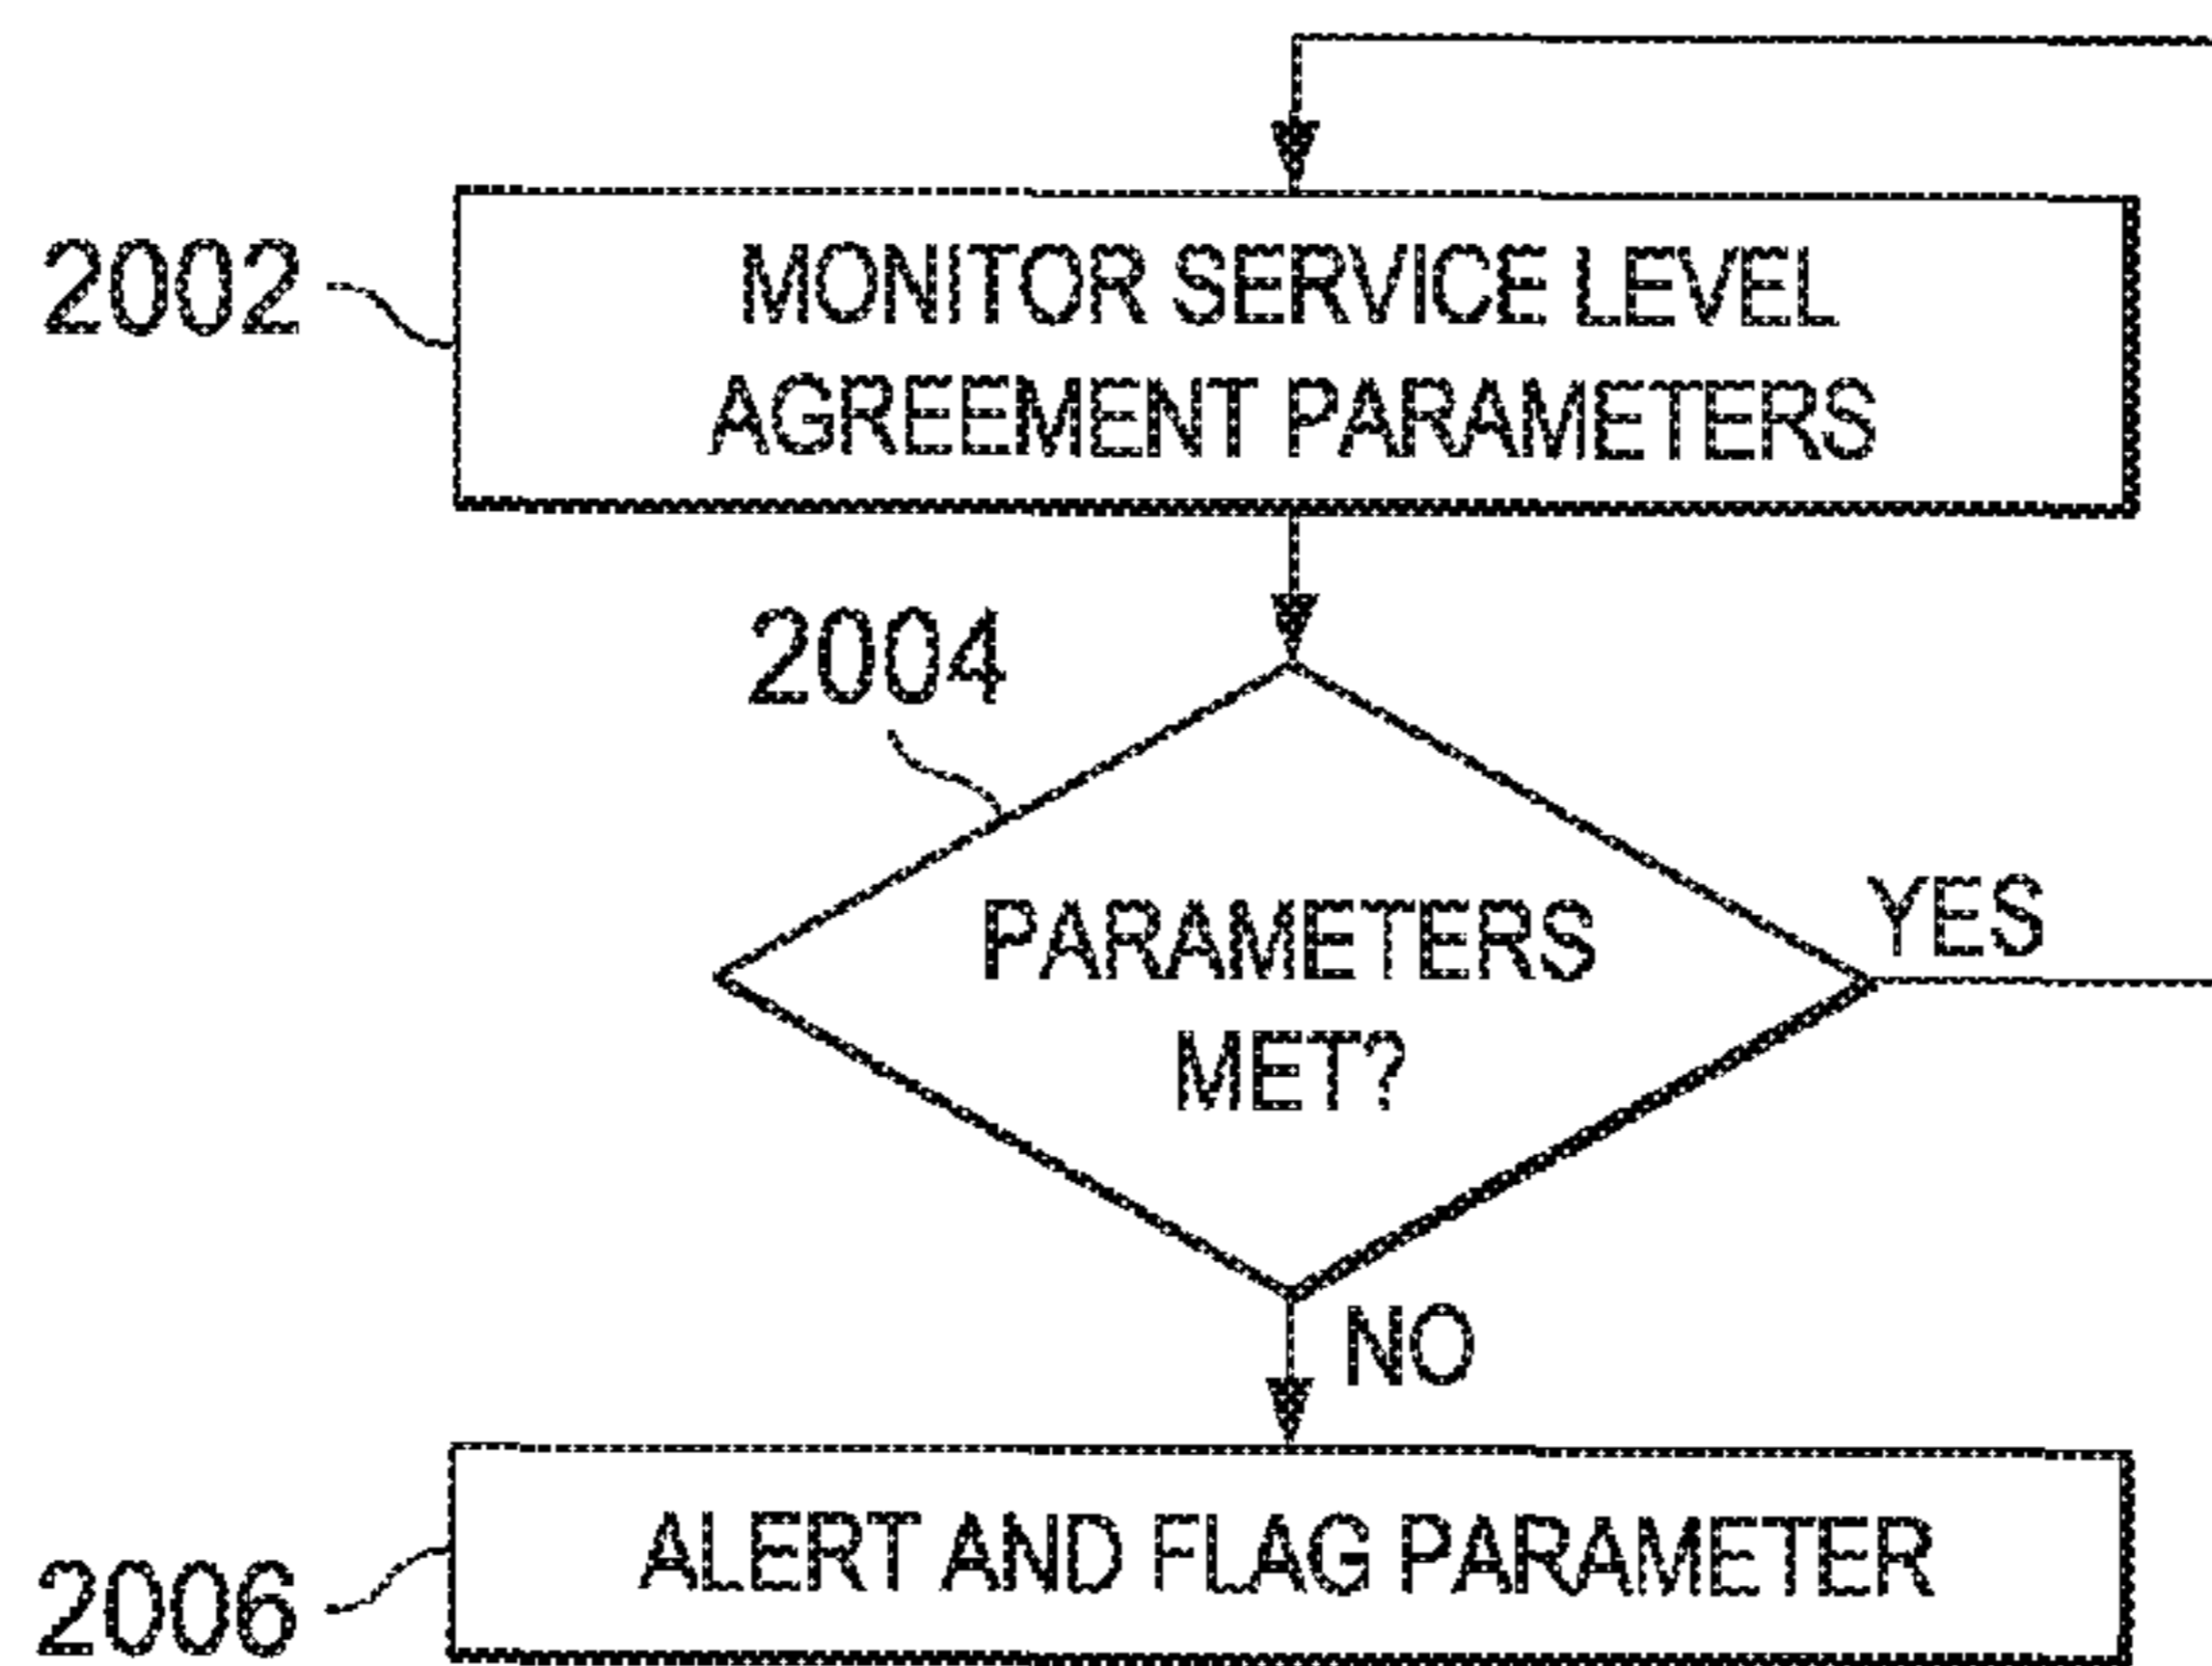 2002
MONITOR SERVICE LEVEL
AGREEMENT PARAMETERS
2004
PARAMETERS
MET?
YES
NO
2006
ALERT AND FLAG PARAMETER